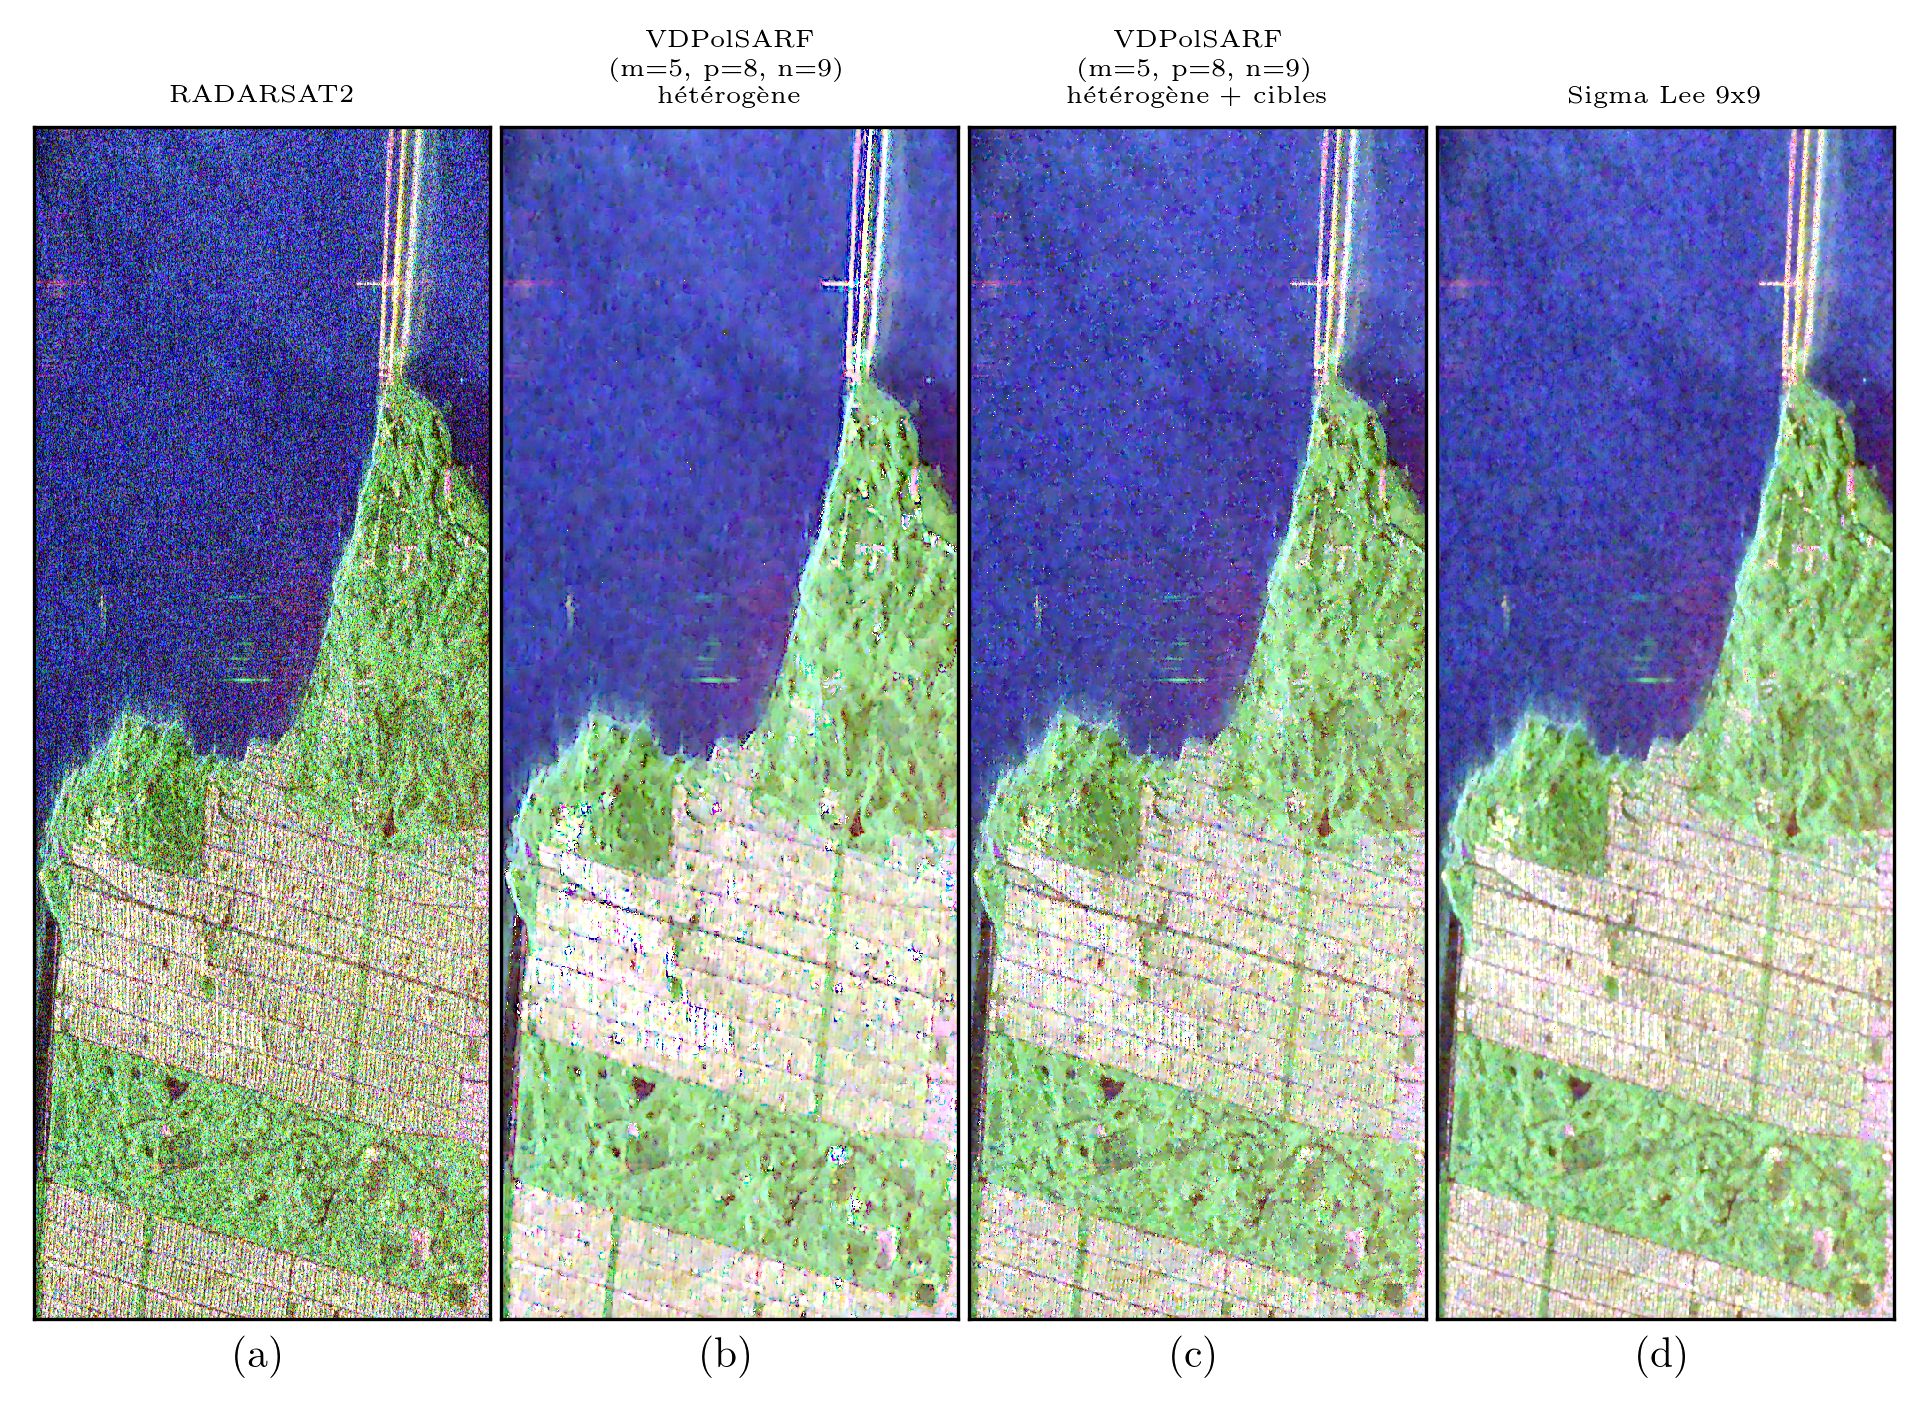 RADARSAT2
VDPolSARF
(m=5, p=8, n=9)
hétérogène
VDPolSARF
(m=5, p=8, n=9)
hétérogène + cibles
Sigma Lee 9x9
(a)
(b)
(c)
(d)